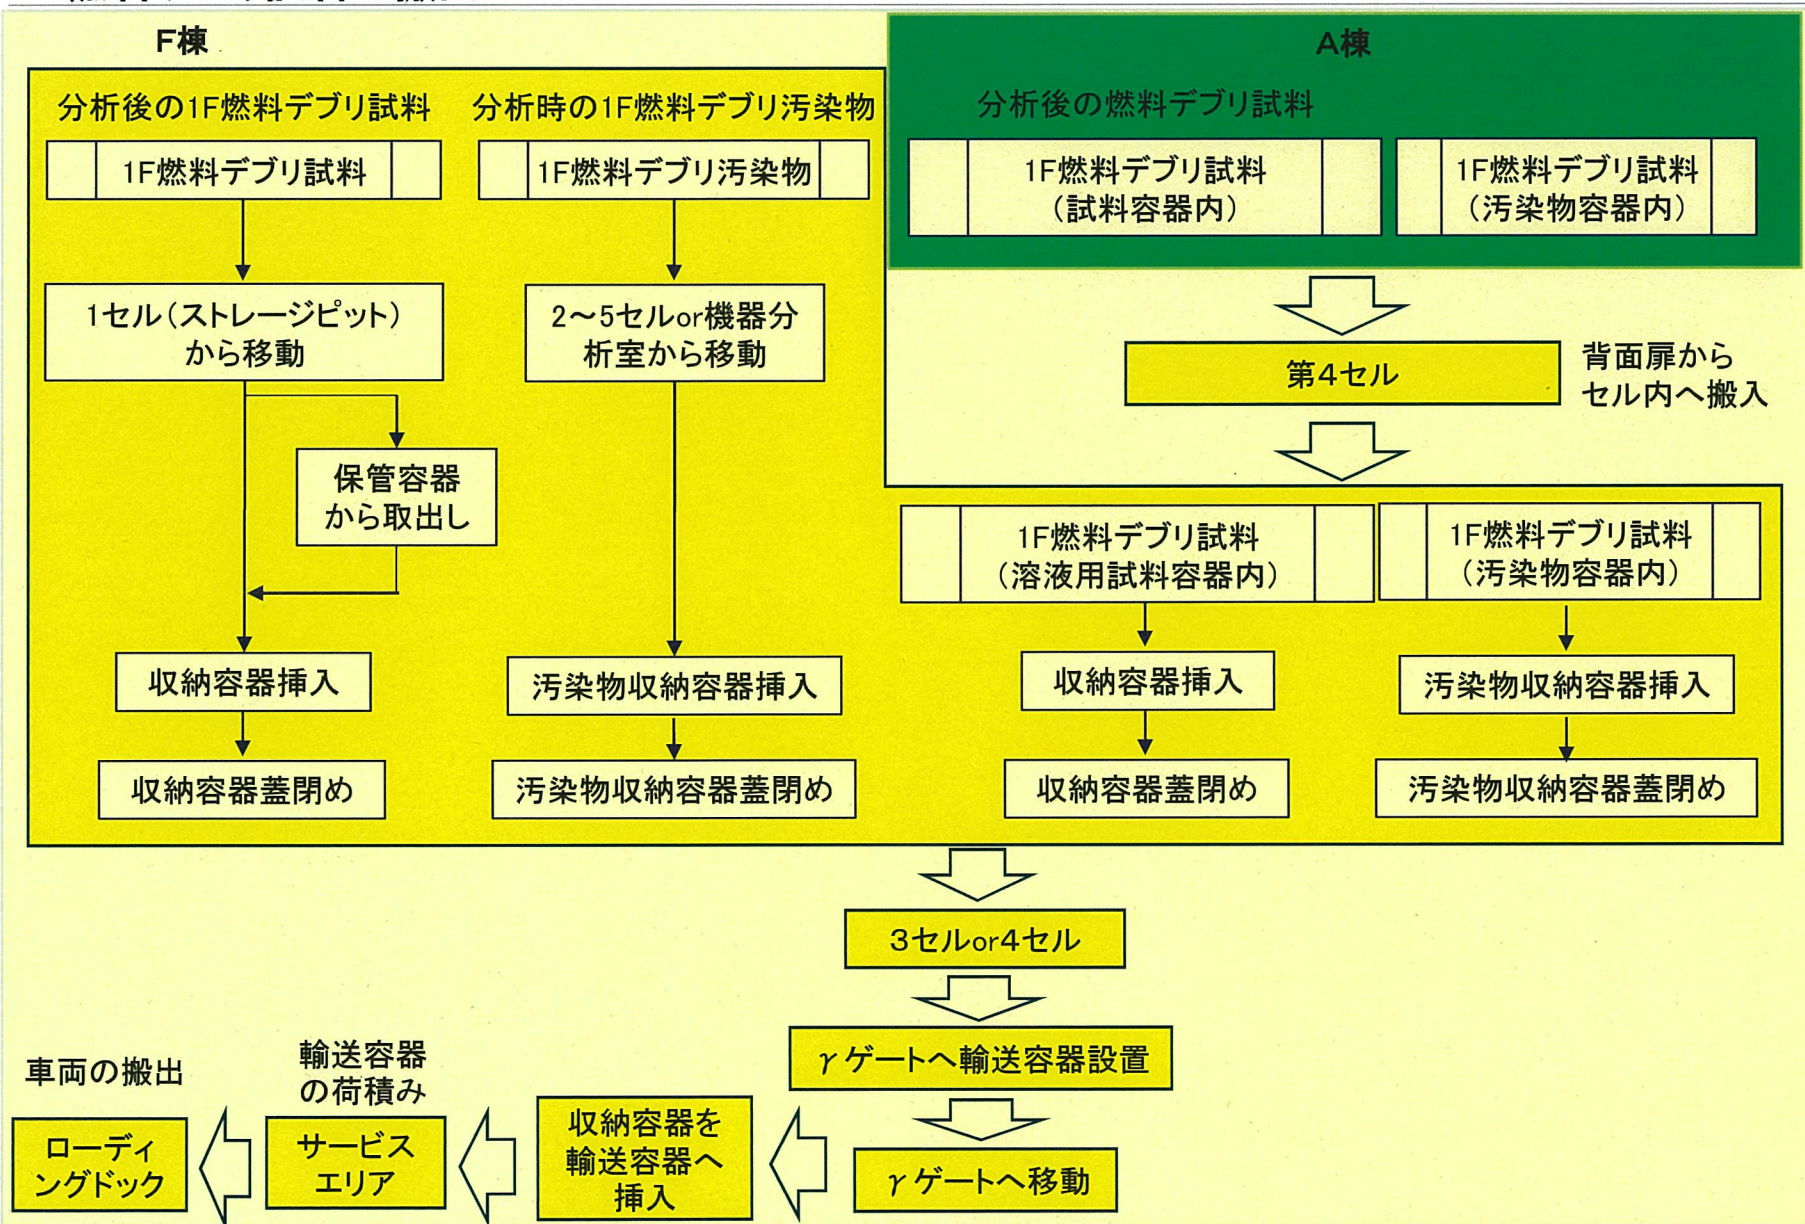 F棟
A棟
分析後の1F燃料デブリ試料
分析時の1F燃料デブリ汚染物
分析後の燃料デブリ試料
1F燃料デブリ試料
1F燃料デブリ汚染物
1F燃料デブリ試料
(試料容器内)
1F燃料デブリ試料
(汚染物容器内)
1セル(ストレージピット)
から移動
2～5セルor機器分
析室から移動
第4セル
背面扉から
セル内へ搬入
保管容器
から取出し
1F燃料デブリ試料
(溶液用試料容器内)
1F燃料デブリ試料
(汚染物容器内)
収納容器挿入
汚染物収納容器挿入
収納容器挿入
汚染物収納容器挿入
収納容器蓋閉め
汚染物収納容器蓋閉め
収納容器蓋閉め
汚染物収納容器蓋閉め
3セルor4セル
γゲートへ輸送容器設置
γゲートへ移動
収納容器を
輸送容器へ
挿入
輸送容器
の荷積み
サービス
エリア
車両の搬出
ローディ
ングドック